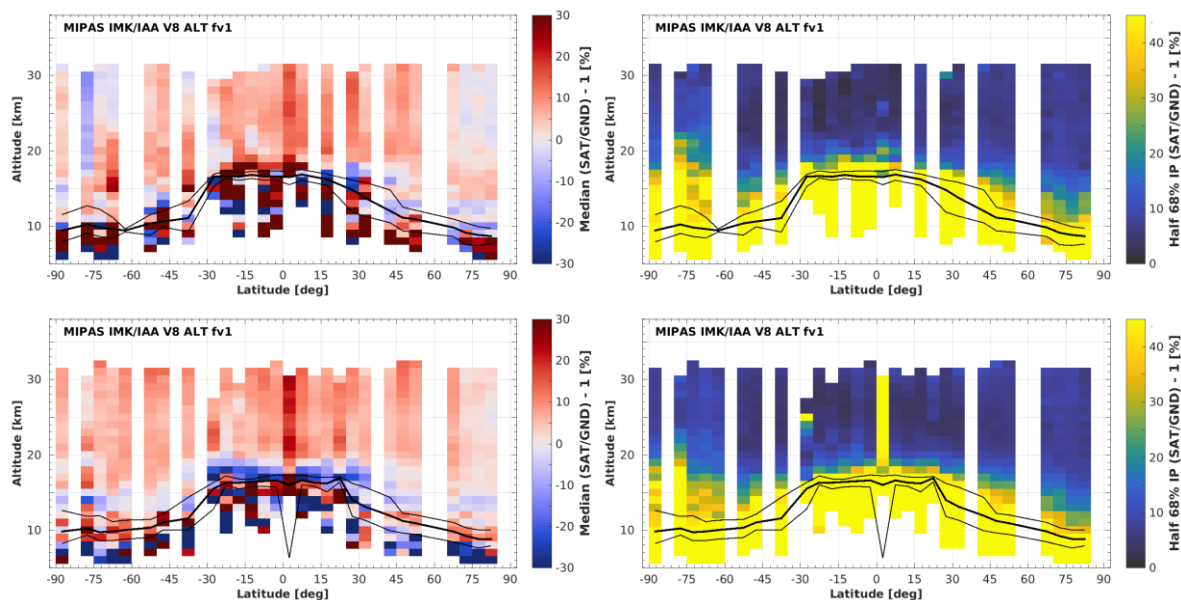 MIPAS IMK/IAA V8 ALT fv1
30
20
10
Altitude [km]
-90 -75 -60 -45 -30 -15 0 15 30 45 60 75 90
Latitude [deg]
30
20
10
0
-10
-20
-30
Median (SAT/GND) - 1 [%]
MIPAS IMK/IAA V8 ALT fv1
30
20
10
Altitude [km]
-90 -75 -60 -45 -30 -15 0 15 30 45 60 75 90
Latitude [deg]
40
30
20
10
0
Half 68% IP (SAT/GND) - 1 [%]
MIPAS IMK/IAA V8 ALT fv1
30
20
10
Altitude [km]
-90 -75 -60 -45 -30 -15 0 15 30 45 60 75 90
Latitude [deg]
30
20
10
0
-10
-20
-30
Median (SAT/GND) - 1 [%]
MIPAS IMK/IAA V8 ALT fv1
30
20
10
Altitude [km]
-90 -75 -60 -45 -30 -15 0 15 30 45 60 75 90
Latitude [deg]
40
30
20
10
0
Half 68% IP (SAT/GND) - 1 [%]